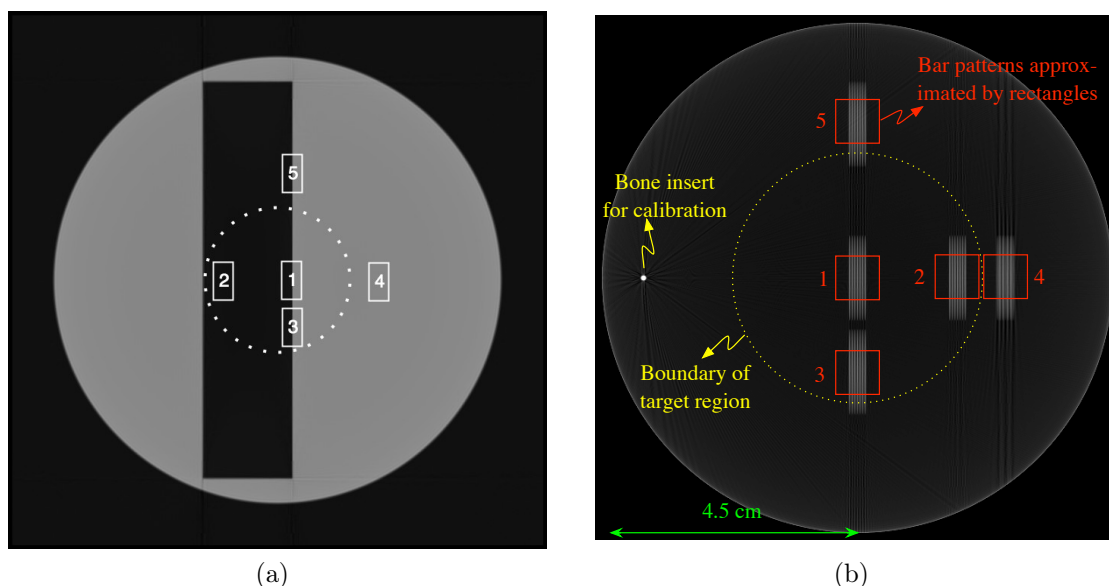 5
2
1
4
3
(a)
Bar patterns approx-
imated by rectangles
5
Bone insert
for calibration
1
2
4
Boundary of
target region
3
4.5 cm
(b)